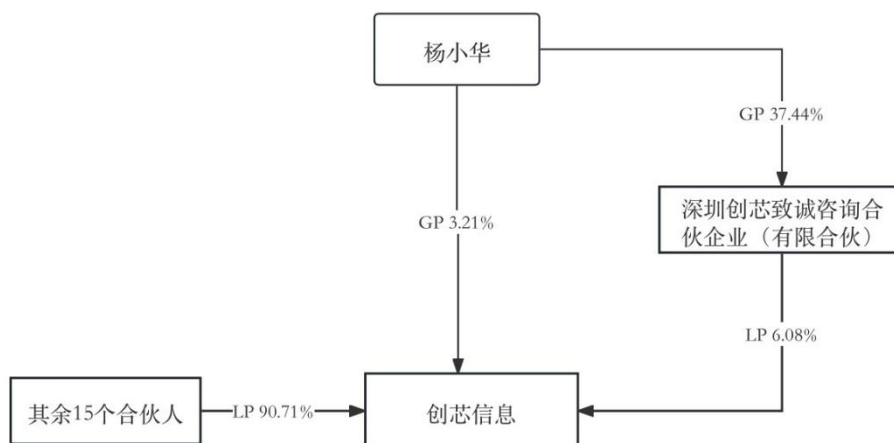 杨小华
GP 37.44%
深圳创芯致诚咨询合
伙企业（有限合伙）
GP 3.21%
LP 6.08%
其余15个合伙人
LP 90.71%
创芯信息